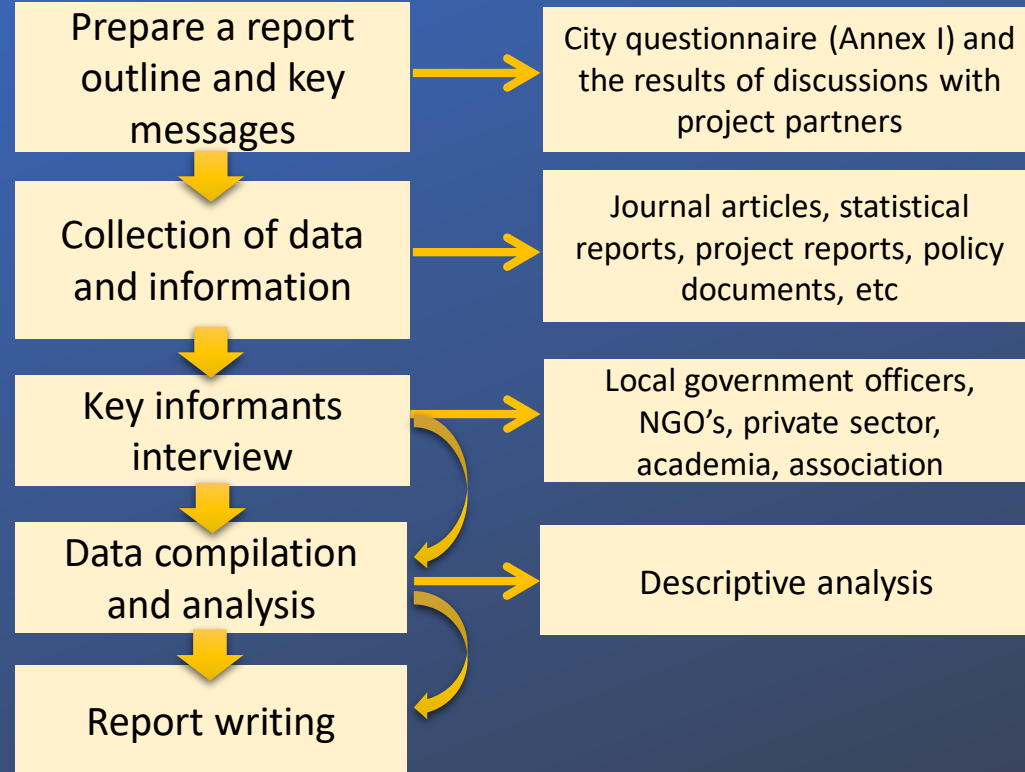 Prepare a report
outline and key
messages
City questionnaire (Annex I) and
the results of discussions with
project partners
Collection of data
and information
Journal articles, statistical
reports, project reports, policy
documents, etc
Key informants
interview
Local government officers,
NGO's, private sector,
academia, association
Data compilation
and analysis
Descriptive analysis
Report writing